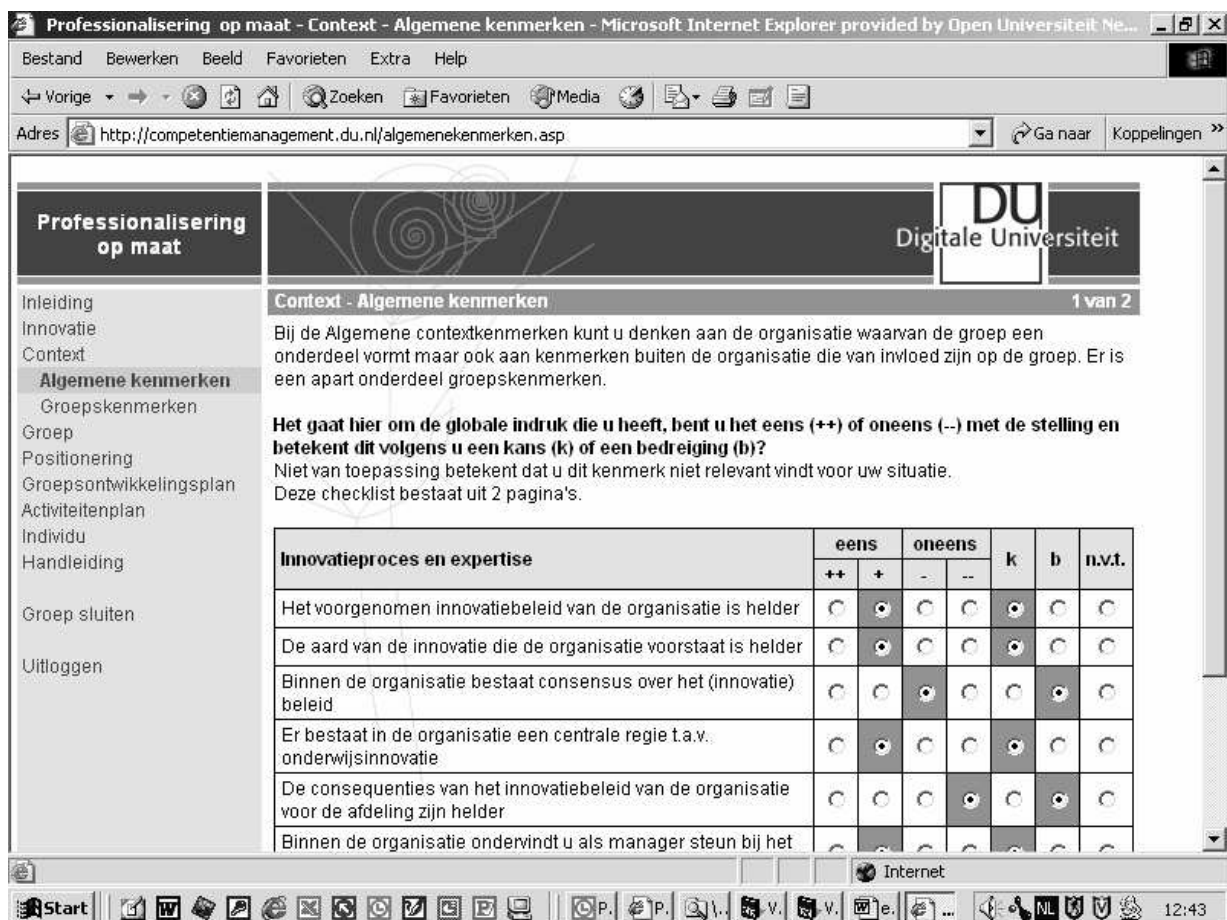 Professionalisering op maat - Context - Algemene kenmerken - Microsoft Internet Explorer provided by Open Universiteit Ne...
Bestand Bewerken Beeld Favorieten Extra Help
Vorige Zoeken Favorieten Media
Adres http://competentiemanagement.du.nl/algemenekenmerken.asp Ga naar Koppelingen »
Professionalisering
op maat
DU
Digitale Universiteit
Inleiding
Innovatie
Context
Algemene kenmerken
Groepskenmerken
Groep
Positionering
Groepsontwikkelingsplan
Activiteitenplan
Individu
Handleiding
Groep sluiten
Uitloggen
Context - Algemene kenmerken 1 van 2
Bij de Algemene contextkenmerken kunt u denken aan de organisatie waarvan de groep een
onderdeel vormt maar ook aan kenmerken buiten de organisatie die van invloed zijn op de groep. Er is
een apart onderdeel groepskenmerken.
Het gaat hier om de globale indruk die u heeft, bent u het eens (++) of oneens (--) met de stelling en
betekent dit volgens u een kans (k) of een bedreiging (b)?
Niet van toepassing betekent dat u dit kenmerk niet relevant vindt voor uw situatie.
Deze checklist bestaat uit 2 pagina's.
Innovatieproces en expertise eens oneens k b n.v.t.
++ + - --
Het voorgenomen innovatiebeleid van de organisatie is helder
De aard van de innovatie die de organisatie voorstaat is helder
Binnen de organisatie bestaat consensus over het (innovatie)
beleid
Er bestaat in de organisatie een centrale regie t.a.v.
onderwijsinnovatie
De consequenties van het innovatiebeleid van de organisatie
voor de afdeling zijn helder
Binnen de organisatie ondervindt u als manager steun bij het
Internet
Start P. P. \.. V. V. e. ... NL 12:43